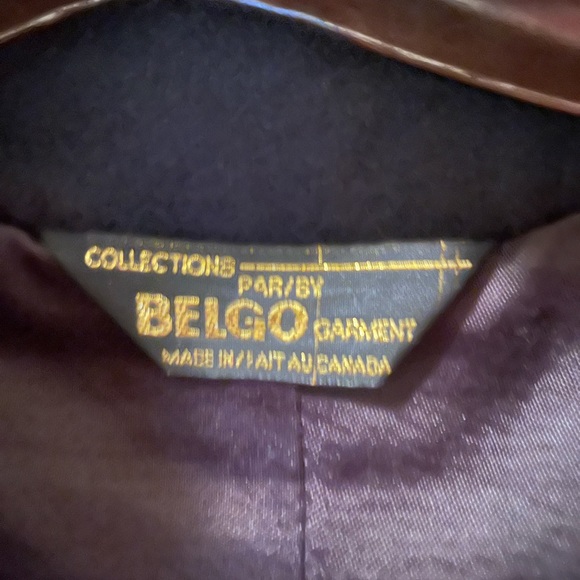 COLLECTIONS
PAR/BY
BELGO GARMENT
MADE IN/FAIT AU CANADA